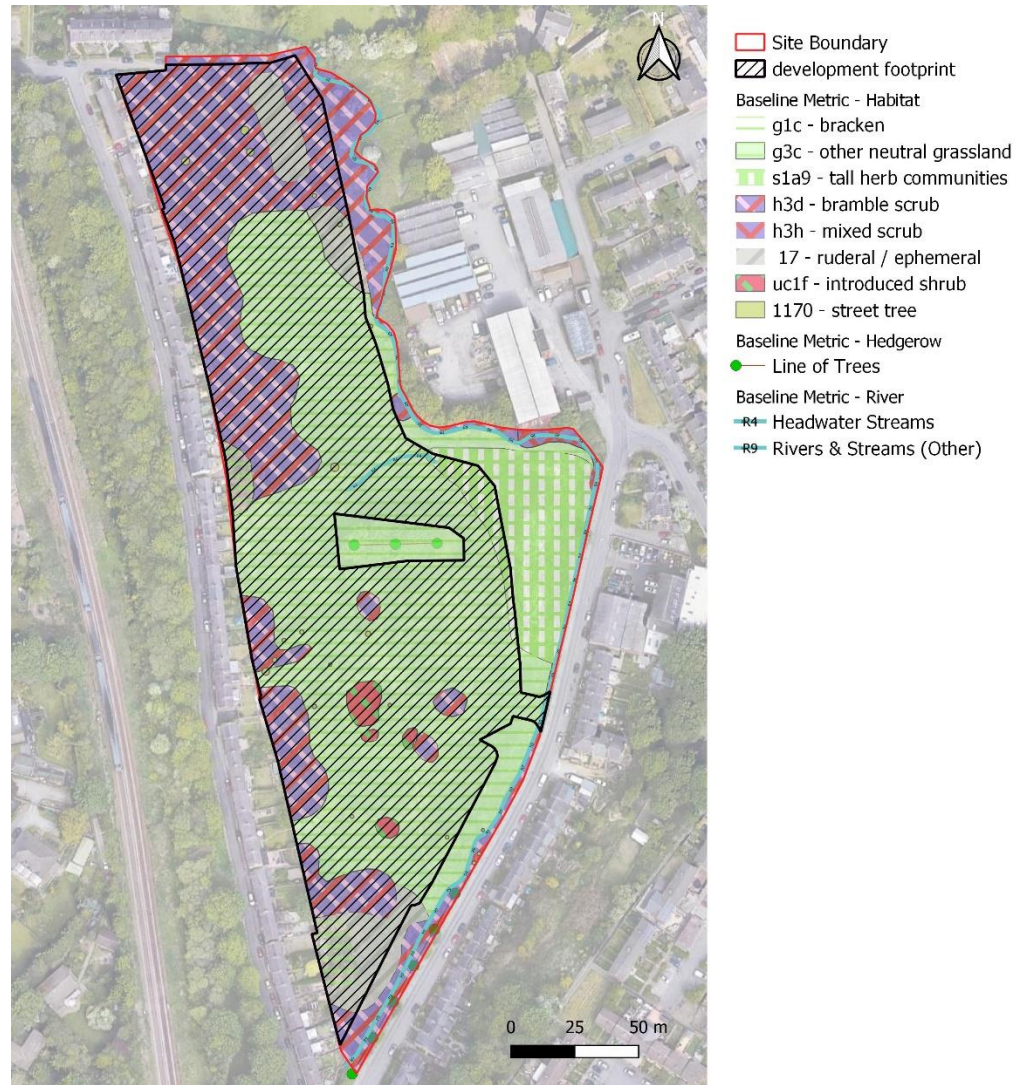 N
Site Boundary
development footprint
Baseline Metric - Habitat
g1c - bracken
g3c - other neutral grassland
s1a9 - tall herb communities
h3d - bramble scrub
h3h - mixed scrub
17 - ruderal / ephemeral
uc1f - introduced shrub
1170 - street tree
Baseline Metric - Hedgerow
Line of Trees
Baseline Metric - River
R4 Headwater Streams
R9 Rivers & Streams (Other)
0 25 50 m